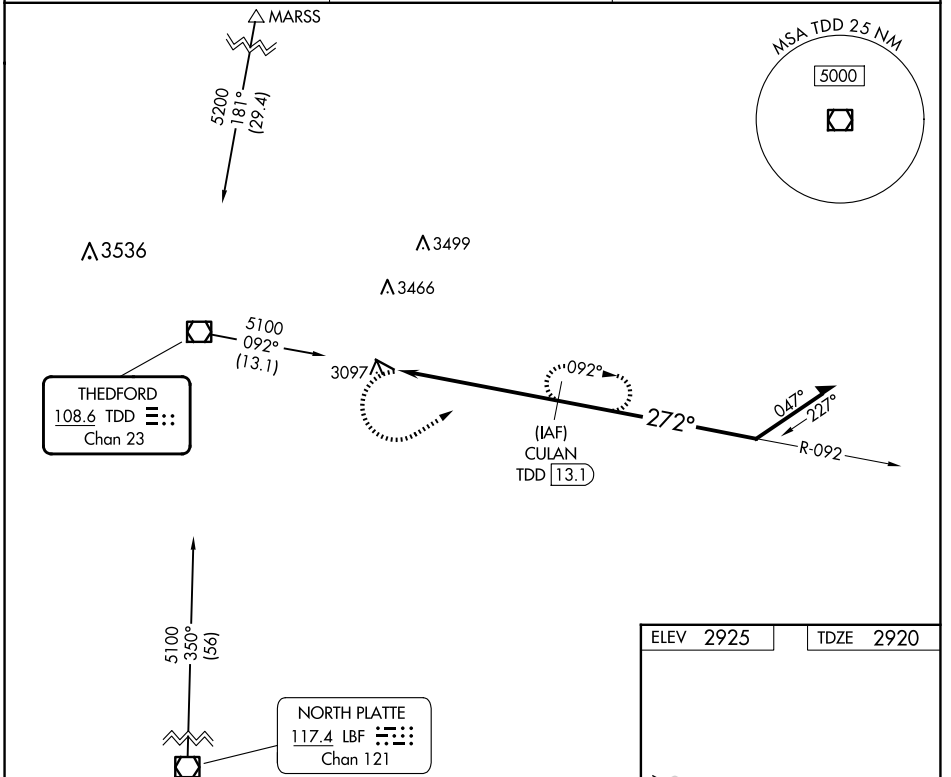 MARSS
MSA TDD 25 NM
5000
5200
181°
(29.4)
3536
3499
3466
5100
092°
(13.1)
3097
092°
THEDFORD
108.6 TDD
Chan 23
272°
047°
227°
R-092
(IAF)
CULAN
TDD 13.1
5100
350°
(56)
ELEV 2925
TDZE 2920
NORTH PLATTE
117.4 LBF
Chan 121